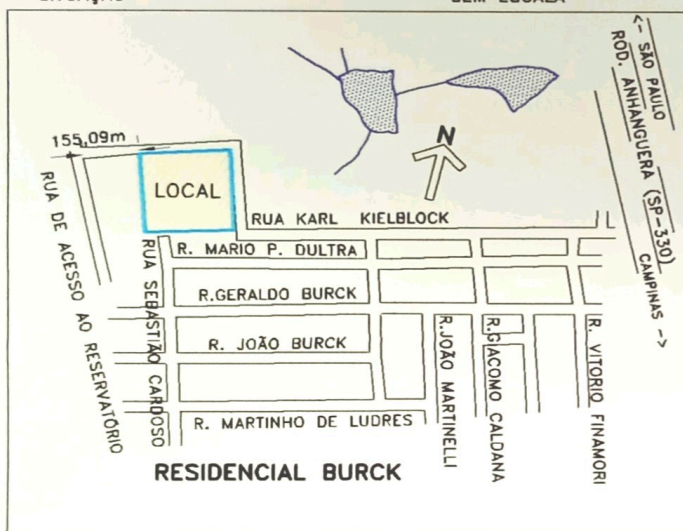 155,09m
LOCAL
N
<- SÃO PAULO
ROD. ANHANGUERA (SP-330)
CAMPINAS ->
RUA DE ACESSO AO RESERVATÓRIO
RUA SEBASTIÃO CARDOSO
RUA KARL KIELBLOCK
R. MARIO P. DULTRA
R.GERALDO BURCK
R. JOÃO BURCK
R. MARTINHO DE LUDRES
R.JOÃO MARTINELLI
R.GIACOMO CALDANA
R. VITORIO FINAMORI
RESIDENCIAL BURCK